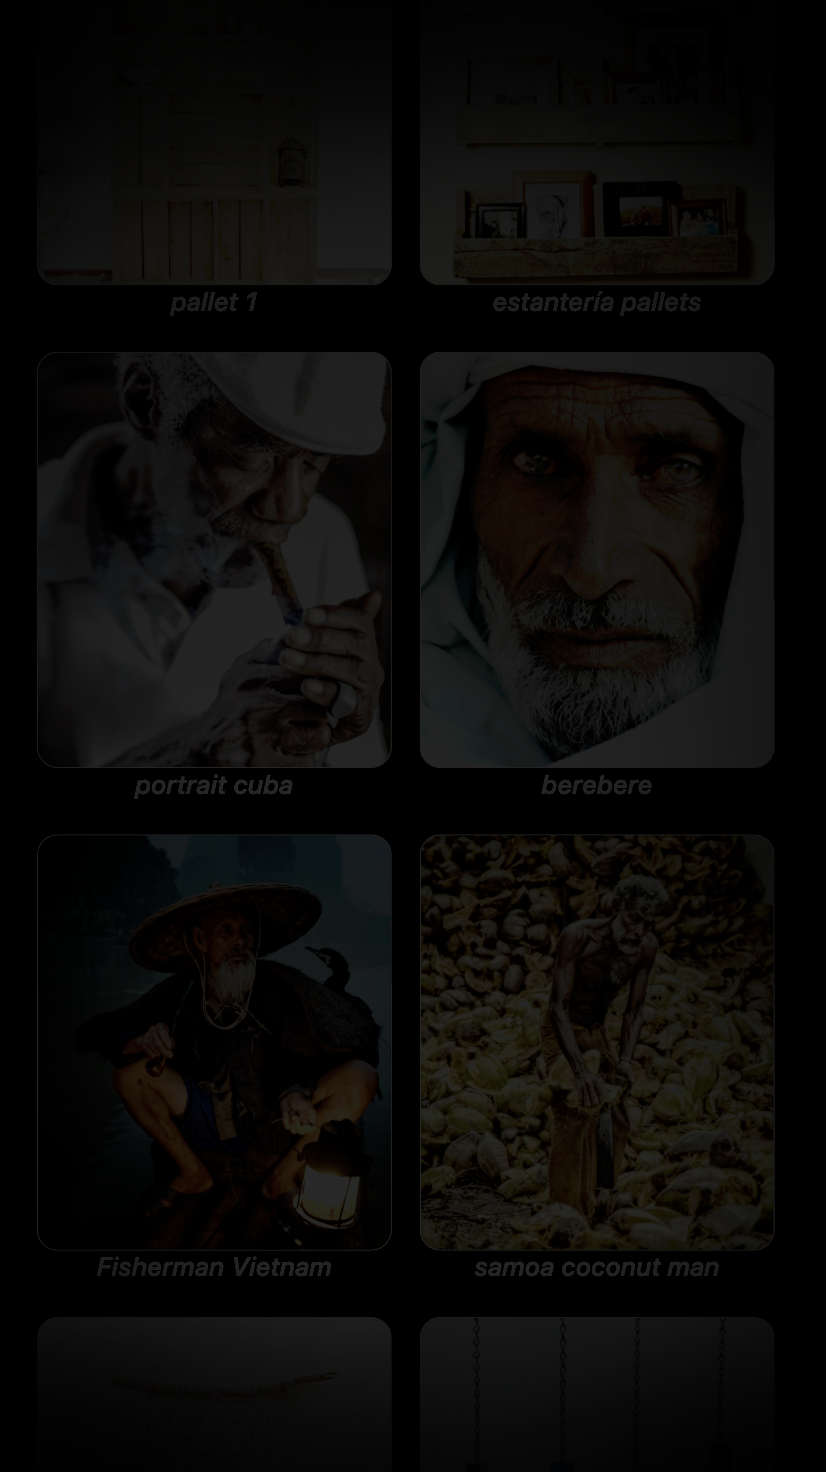 pallet 1
estantería pallets
portrait cuba
berebere
Fisherman Vietnam
samoa coconut man